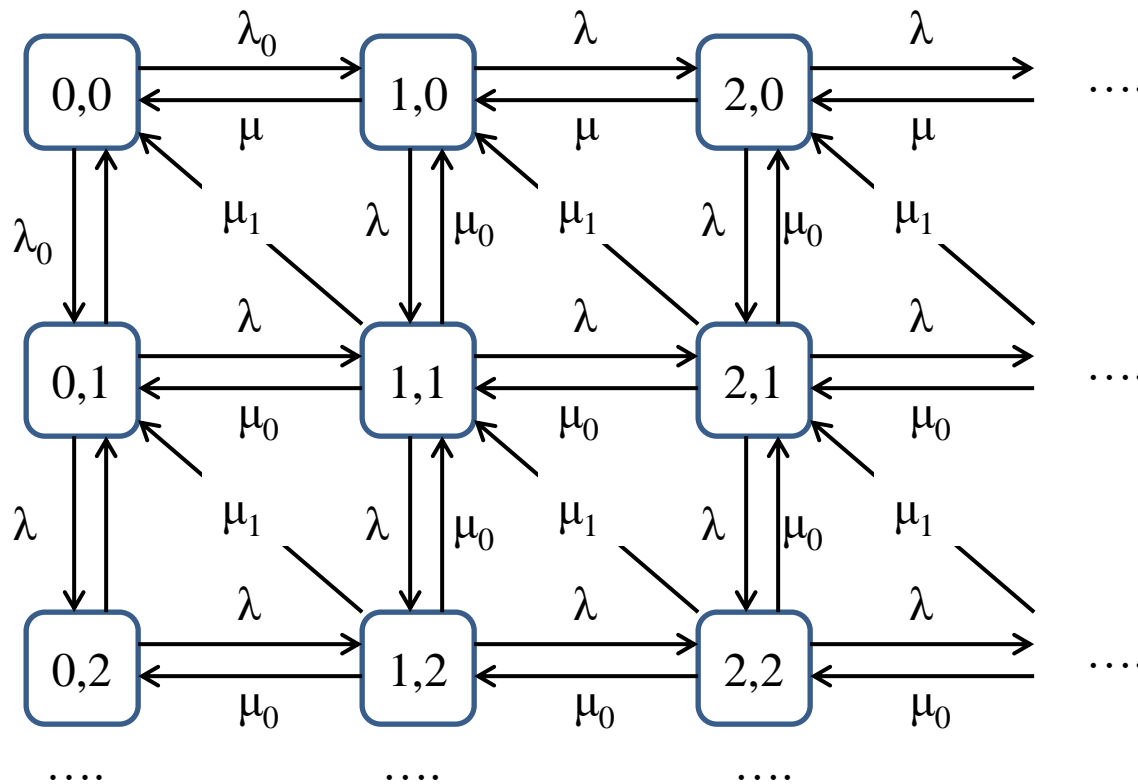 λ₀ λ λ
0,0 1,0 2,0 ....
μ μ μ
λ₀ μ₁ λ μ₀ μ₁ λ μ₀ μ₁
λ λ λ
0,1 1,1 2,1 ....
μ₀ μ₀ μ₀
λ μ₁ λ μ₀ μ₁ λ μ₀ μ₁
λ λ λ
0,2 1,2 2,2 ....
μ₀ μ₀ μ₀
.... .... ....